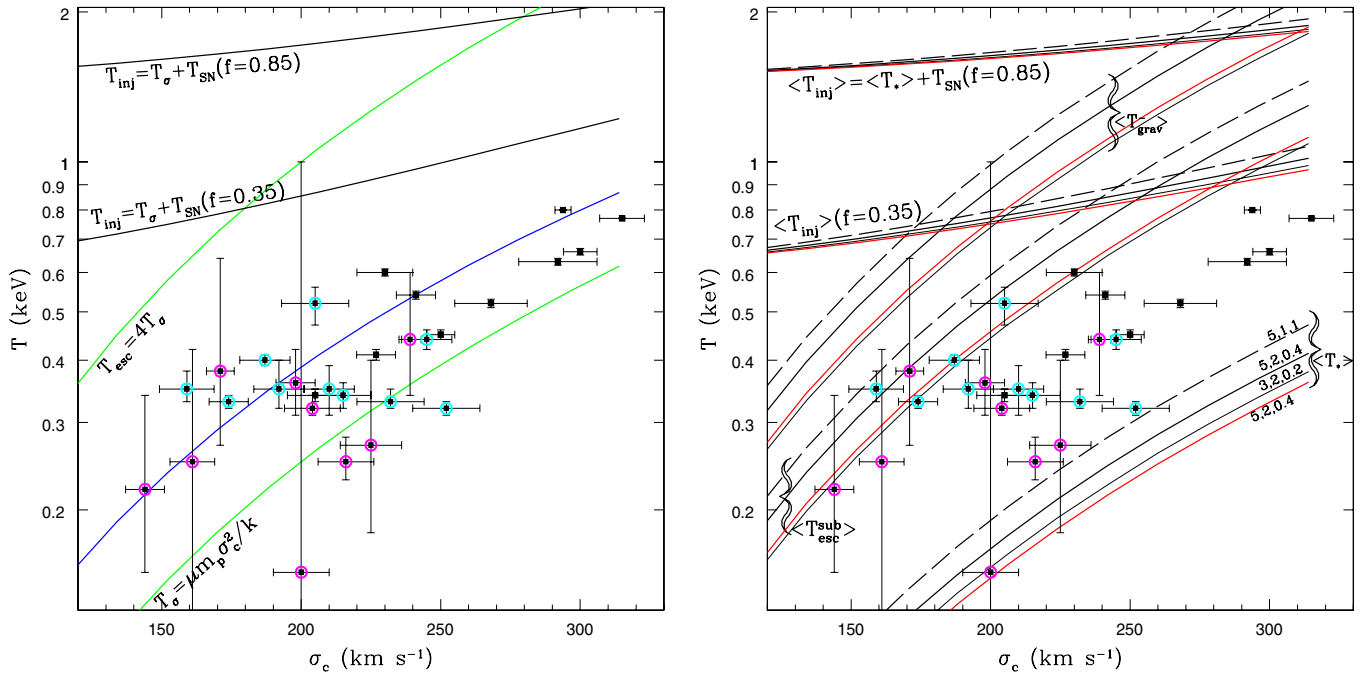 2
T_inj=T_σ+T_SN(f=0.85)
1
0.9
0.8
0.7
0.6
0.5
0.4
0.3
0.2
T_inj=T_σ+T_SN(f=0.35)
T_esc=4T_σ
T_σ=μm_pσ_c^2/k
T (keV)
150 200 250 300
σ_c (km s⁻¹)
2
<T_inj>=<T_*>+T_SN(f=0.85)
<T_grav^->
1
0.9
0.8
0.7
0.6
0.5
0.4
0.3
0.2
<T_inj>(f=0.35)
5,1,1
5,2,0.4
3,2,0.2
5,2,0.4
<T_*>
<T_esc^sub>
T (keV)
150 200 250 300
σ_c (km s⁻¹)